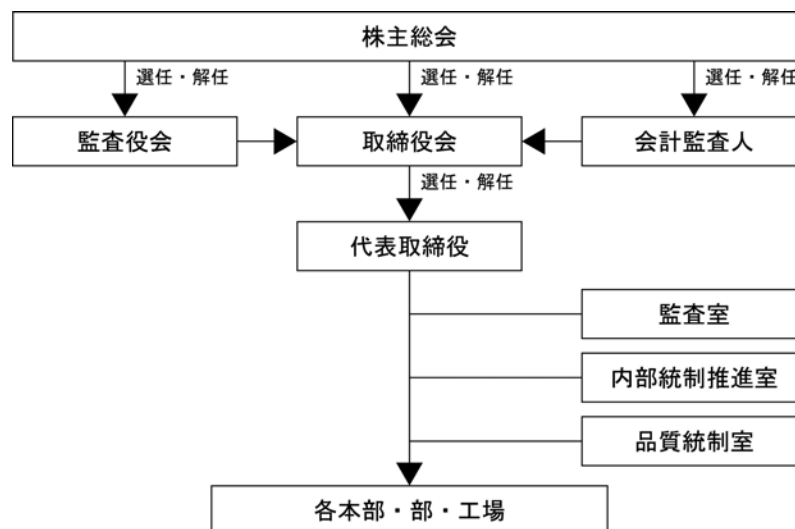 株主総会
選任・解任
選任・解任
選任・解任
監査役会
取締役会
会計監査人
選任・解任
代表取締役
監査室
内部統制推進室
品質統制室
各本部・部・工場